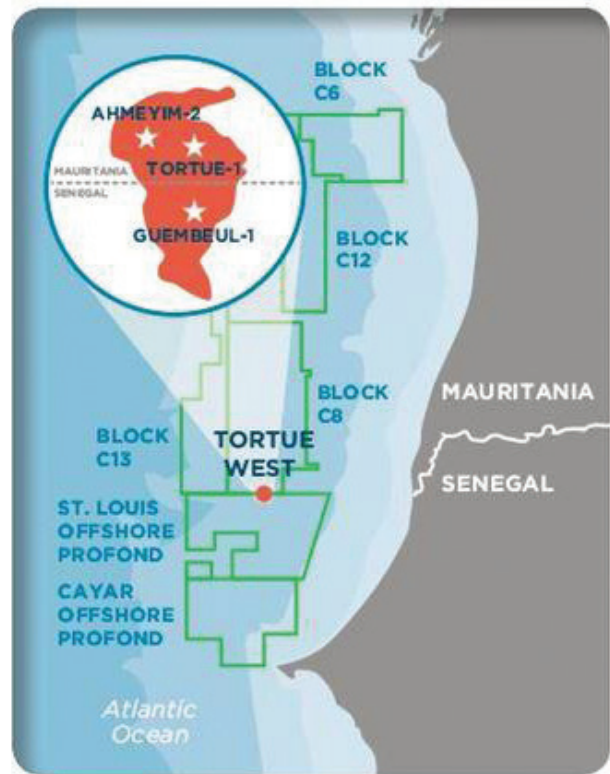 BLOCK
C6
AHMEYIM-2
TORTUE-1
MAURITANIA
SENEGAL
GUEMBEUL-1
BLOCK
C12
BLOCK
C8
MAURITANIA
BLOCK
C13
TORTUE
WEST
SENEGAL
ST. LOUIS
OFFSHORE
PROFOND
CAYAR
OFFSHORE
PROFOND
Atlantic
Ocean